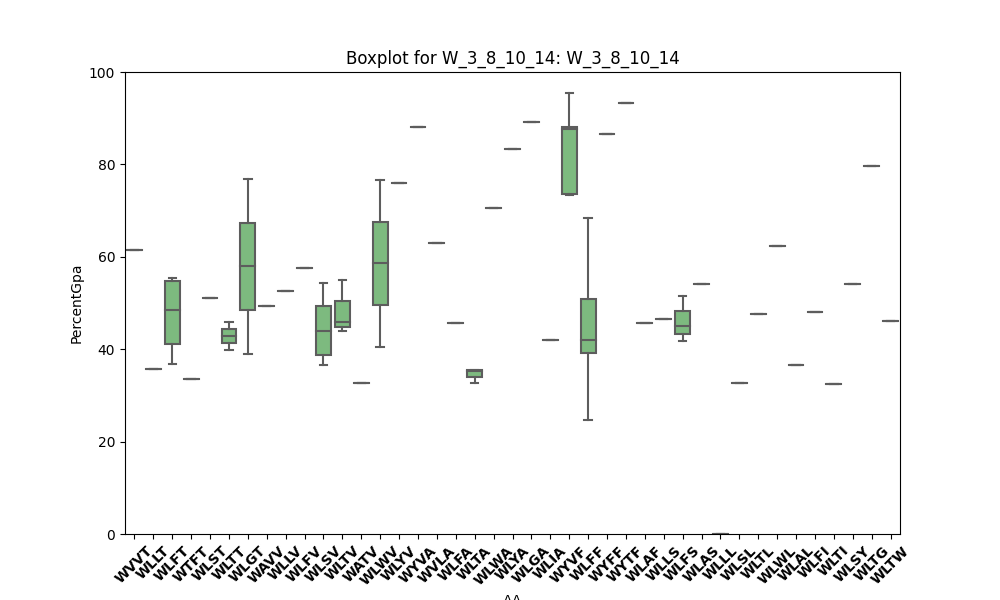 Boxplot for W_3_8_10_14: W_3_8_10_14
PercentGpa
100
80
60
40
20
0
WVVT
WLLT
WLFT
WTFT
WLST
WLTT
WLGT
WAVV
WLLV
WLFV
WLSV
WLTV
WATV
WLWV
WLYV
WYVA
WVLA
WLFA
WLTA
WLWA
WLYA
WLGA
WLIA
WYVF
WLFF
WYFF
WYTF
WLAF
WLLS
WLFS
WLAS
WLLL
WLSL
WLTL
WLWL
WLAL
WLFI
WLTI
WLSY
WLTG
WLTW